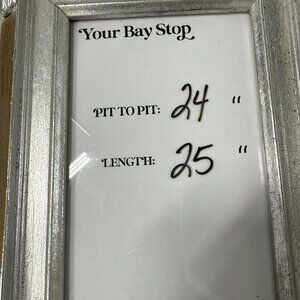 Your Bay Stop
PIT TO PIT: 24 "
LENGTH: 25 "